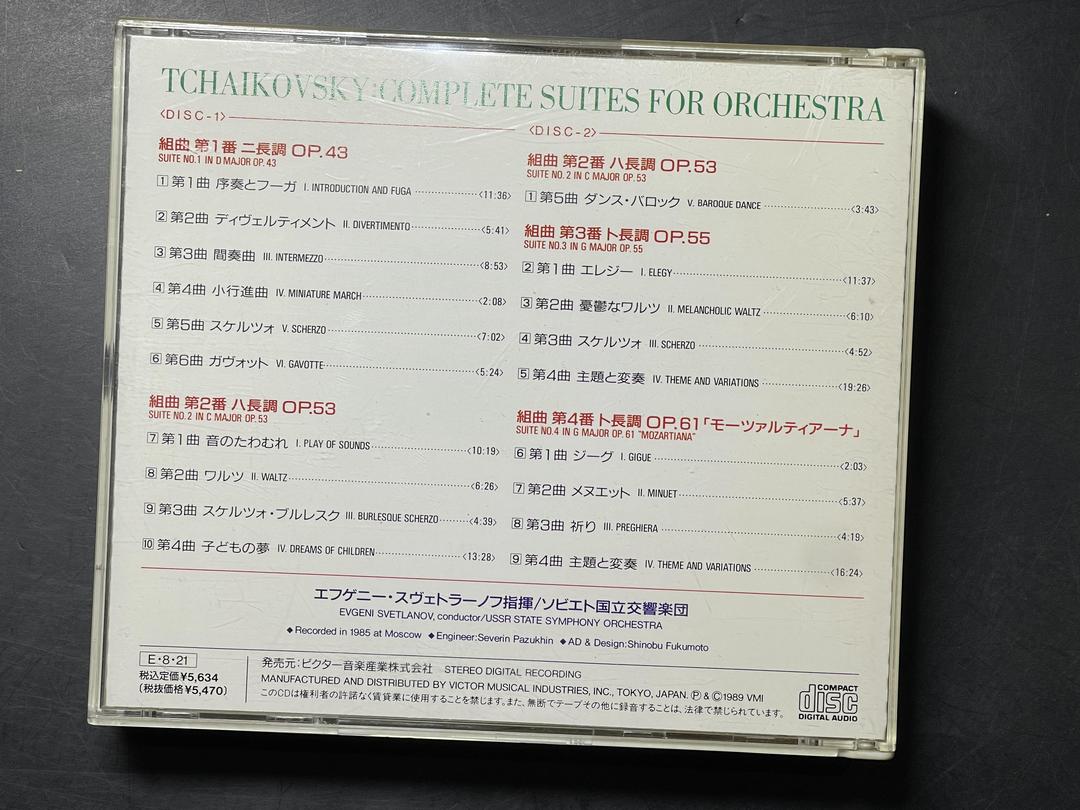 TCHAIKOVSKY:COMPLETE SUITES FOR ORCHESTRA
〈DISC-1〉
組曲 第1番 ニ長調 OP.43
SUITE NO.1 IN D MAJOR OP.43
1 第1曲 序奏とフーガ I. INTRODUCTION AND FUGA 〈11:36〉
2 第2曲 ディヴェルティメント II. DIVERTIMENTO 〈5:41〉
3 第3曲 間奏曲 III. INTERMEZZO 〈8:53〉
4 第4曲 小行進曲 IV. MINIATURE MARCH 〈2:08〉
5 第5曲 スケルツォ V. SCHERZO 〈7:02〉
6 第6曲 ガヴォット VI. GAVOTTE 〈5:24〉
組曲 第2番 ハ長調 OP.53
SUITE NO.2 IN C MAJOR OP.53
7 第1曲 音のたわむれ I. PLAY OF SOUNDS 〈10:19〉
8 第2曲 ワルツ II. WALTZ 〈6:26〉
9 第3曲 スケルツォ・ブルレスク III. BURLESQUE SCHERZO 〈4:39〉
10 第4曲 子どもの夢 IV. DREAMS OF CHILDREN 〈13:28〉
〈DISC-2〉
組曲 第2番 ハ長調 OP.53
SUITE NO.2 IN C MAJOR OP.53
1 第5曲 ダンス・バロック V. BAROQUE DANCE 〈3:43〉
組曲 第3番 ト長調 OP.55
SUITE NO.3 IN G MAJOR OP.55
2 第1曲 エレジー I. ELEGY 〈11:37〉
3 第2曲 憂鬱なワルツ II. MELANCHOLIC WALTZ 〈6:10〉
4 第3曲 スケルツォ III. SCHERZO 〈4:52〉
5 第4曲 主題と変奏 IV. THEME AND VARIATIONS 〈19:26〉
組曲 第4番 ト長調 OP.61「モーツァルティアーナ」
SUITE NO.4 IN G MAJOR OP.61 "MOZARTIANA"
6 第1曲 ジーグ I. GIGUE 〈2:03〉
7 第2曲 メヌエット II. MINUET 〈5:37〉
8 第3曲 祈り III. PREGHIERA 〈4:19〉
9 第4曲 主題と変奏 IV. THEME AND VARIATIONS 〈16:24〉
エフゲニー・スヴェトラーノフ指揮/ソビエト国立交響楽団
EVGENI SVETLANOV, conductor/USSR STATE SYMPHONY ORCHESTRA
◆Recorded in 1985 at Moscow ◆Engineer:Severin Pazukhin ◆AD & Design:Shinobu Fukumoto
E・8・21
税込定価¥5,634
(税抜価格¥5,470)
発売元:ビクター音楽産業株式会社 STEREO DIGITAL RECORDING
MANUFACTURED AND DISTRIBUTED BY VICTOR MUSICAL INDUSTRIES, INC., TOKYO, JAPAN. Ⓟ & Ⓒ1989 VMI
このCDは権利者の許諾なく賃貸業に使用することを禁じます。また、無断でテープその他に録音することは、法律で禁じられています。
COMPACT
disc
DIGITAL AUDIO